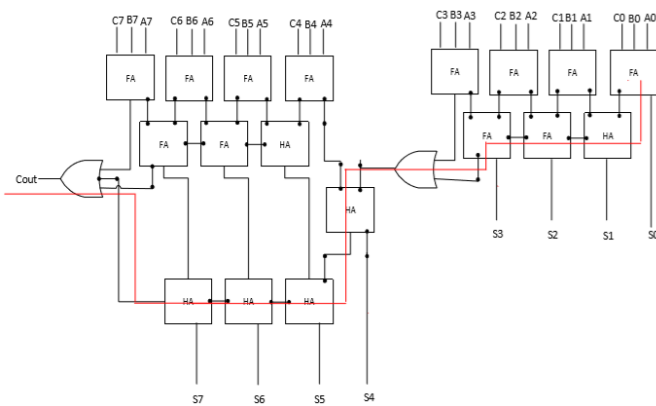 C7 B7 A7
C6 B6 A6
C5 B5 A5
C4 B4 A4
C3 B3 A3
C2 B2 A2
C1 B1 A1
C0 B0 A0
FA
FA
FA
FA
FA
FA
FA
FA
FA
FA
HA
FA
FA
HA
Cout
HA
S3
S2
S1
S0
HA
HA
HA
S7
S6
S5
S4